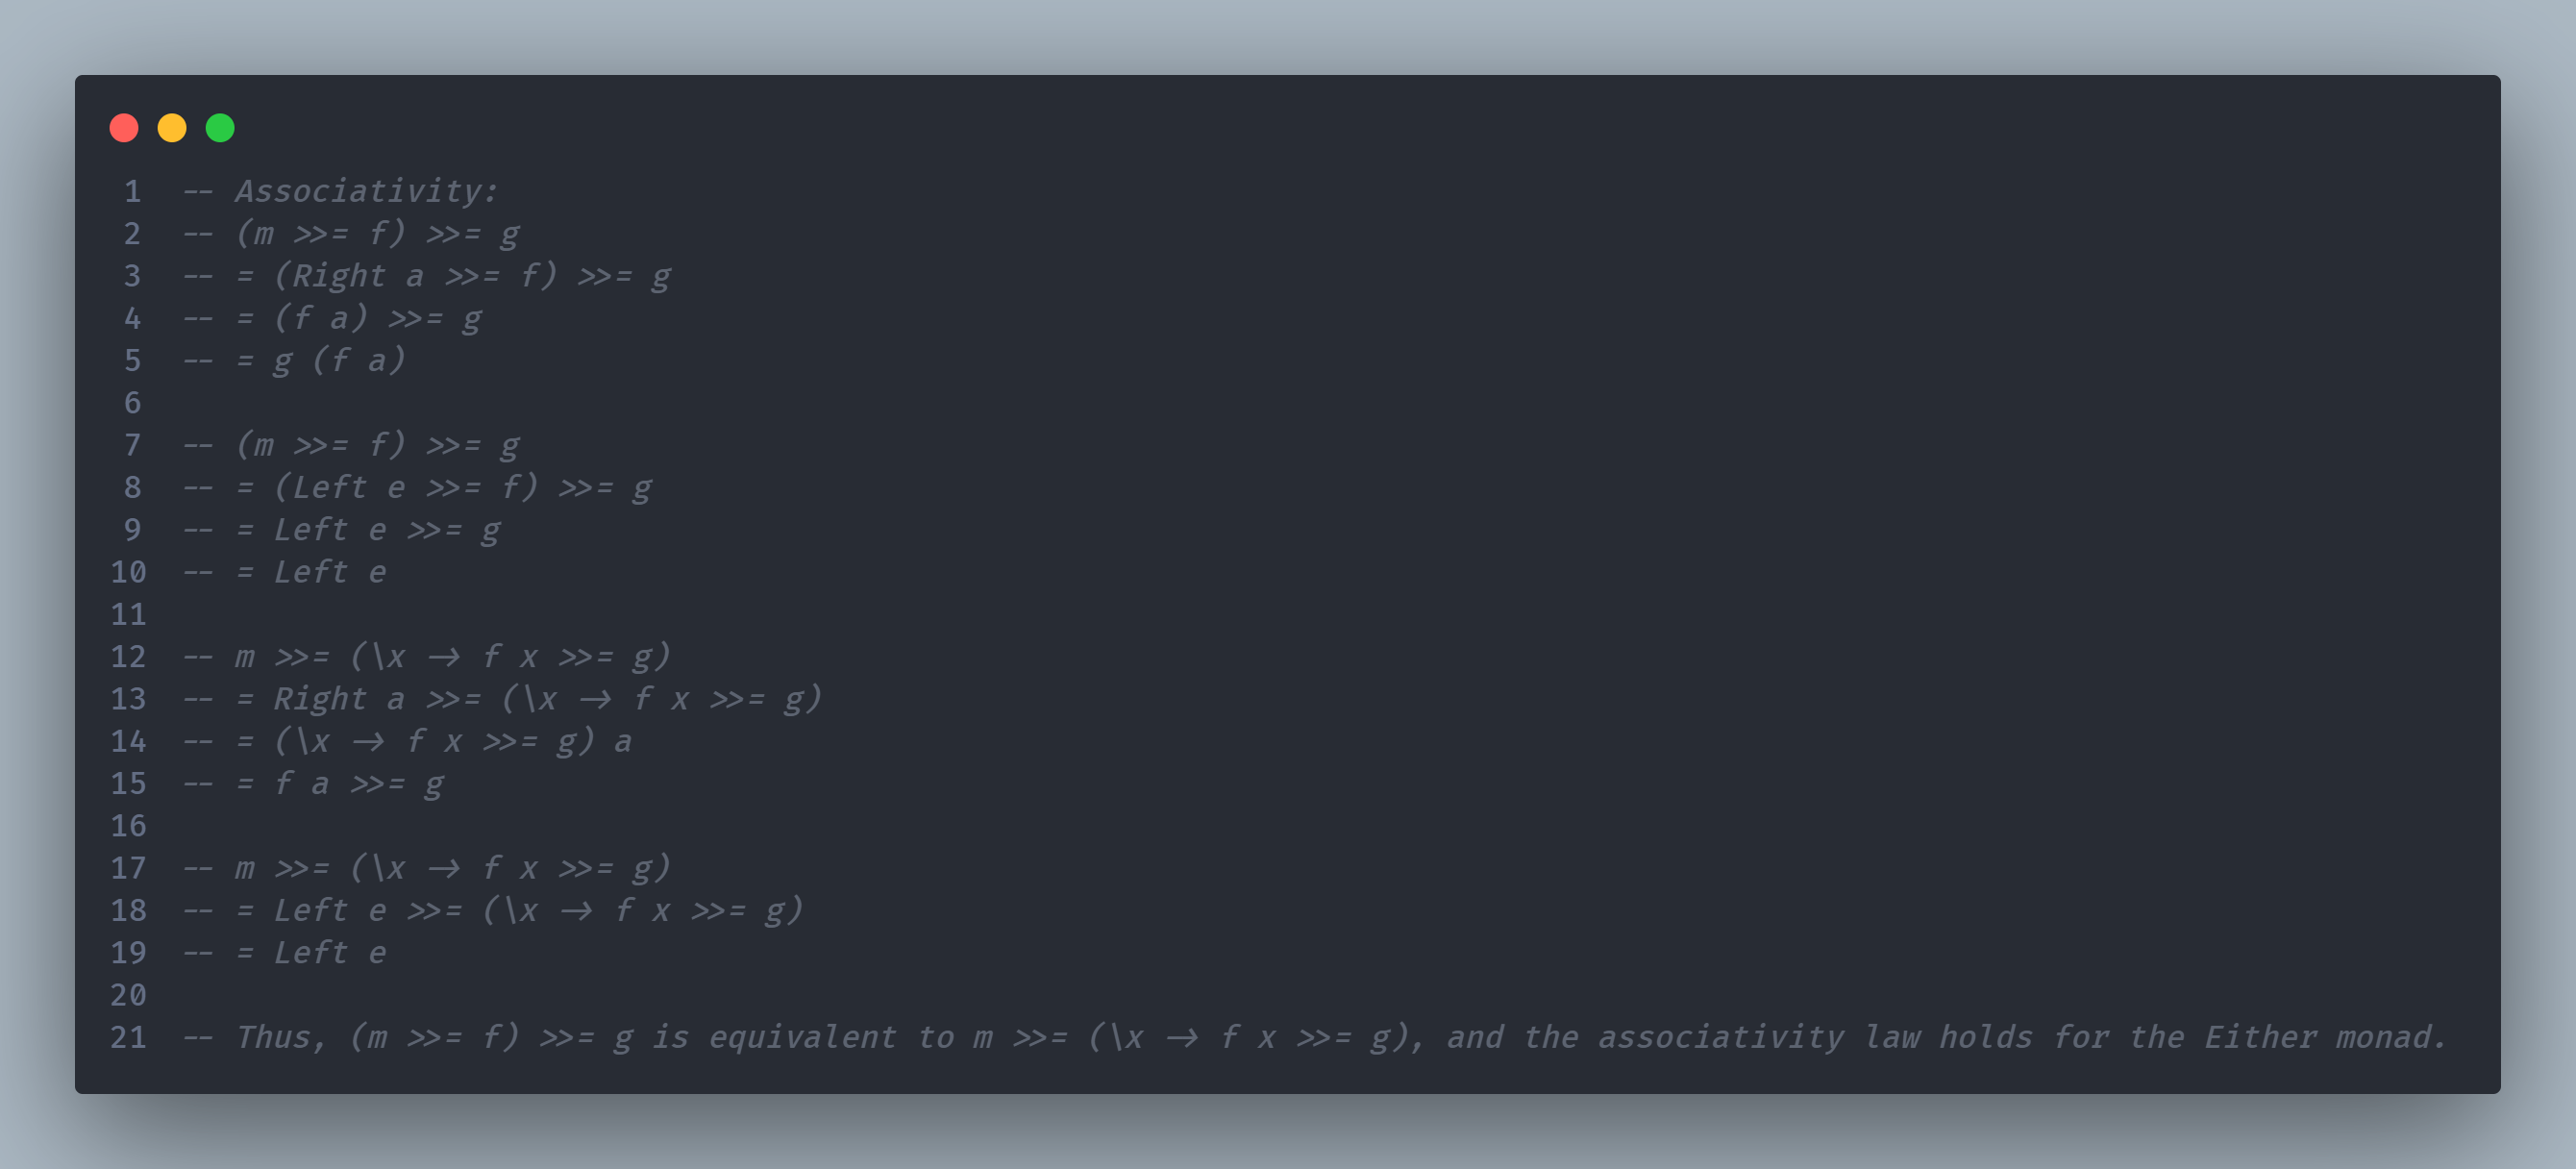 1 -- Associativity:
2 -- (m >>= f) >>= g
3 -- = (Right a >>= f) >>= g
4 -- = (f a) >>= g
5 -- = g (f a)
6
7 -- (m >>= f) >>= g
8 -- = (Left e >>= f) >>= g
9 -- = Left e >>= g
10 -- = Left e
11
12 -- m >>= (\x -> f x >>= g)
13 -- = Right a >>= (\x -> f x >>= g)
14 -- = (\x -> f x >>= g) a
15 -- = f a >>= g
16
17 -- m >>= (\x -> f x >>= g)
18 -- = Left e >>= (\x -> f x >>= g)
19 -- = Left e
20
21 -- Thus, (m >>= f) >>= g is equivalent to m >>= (\x -> f x >>= g), and the associativity law holds for the Either monad.